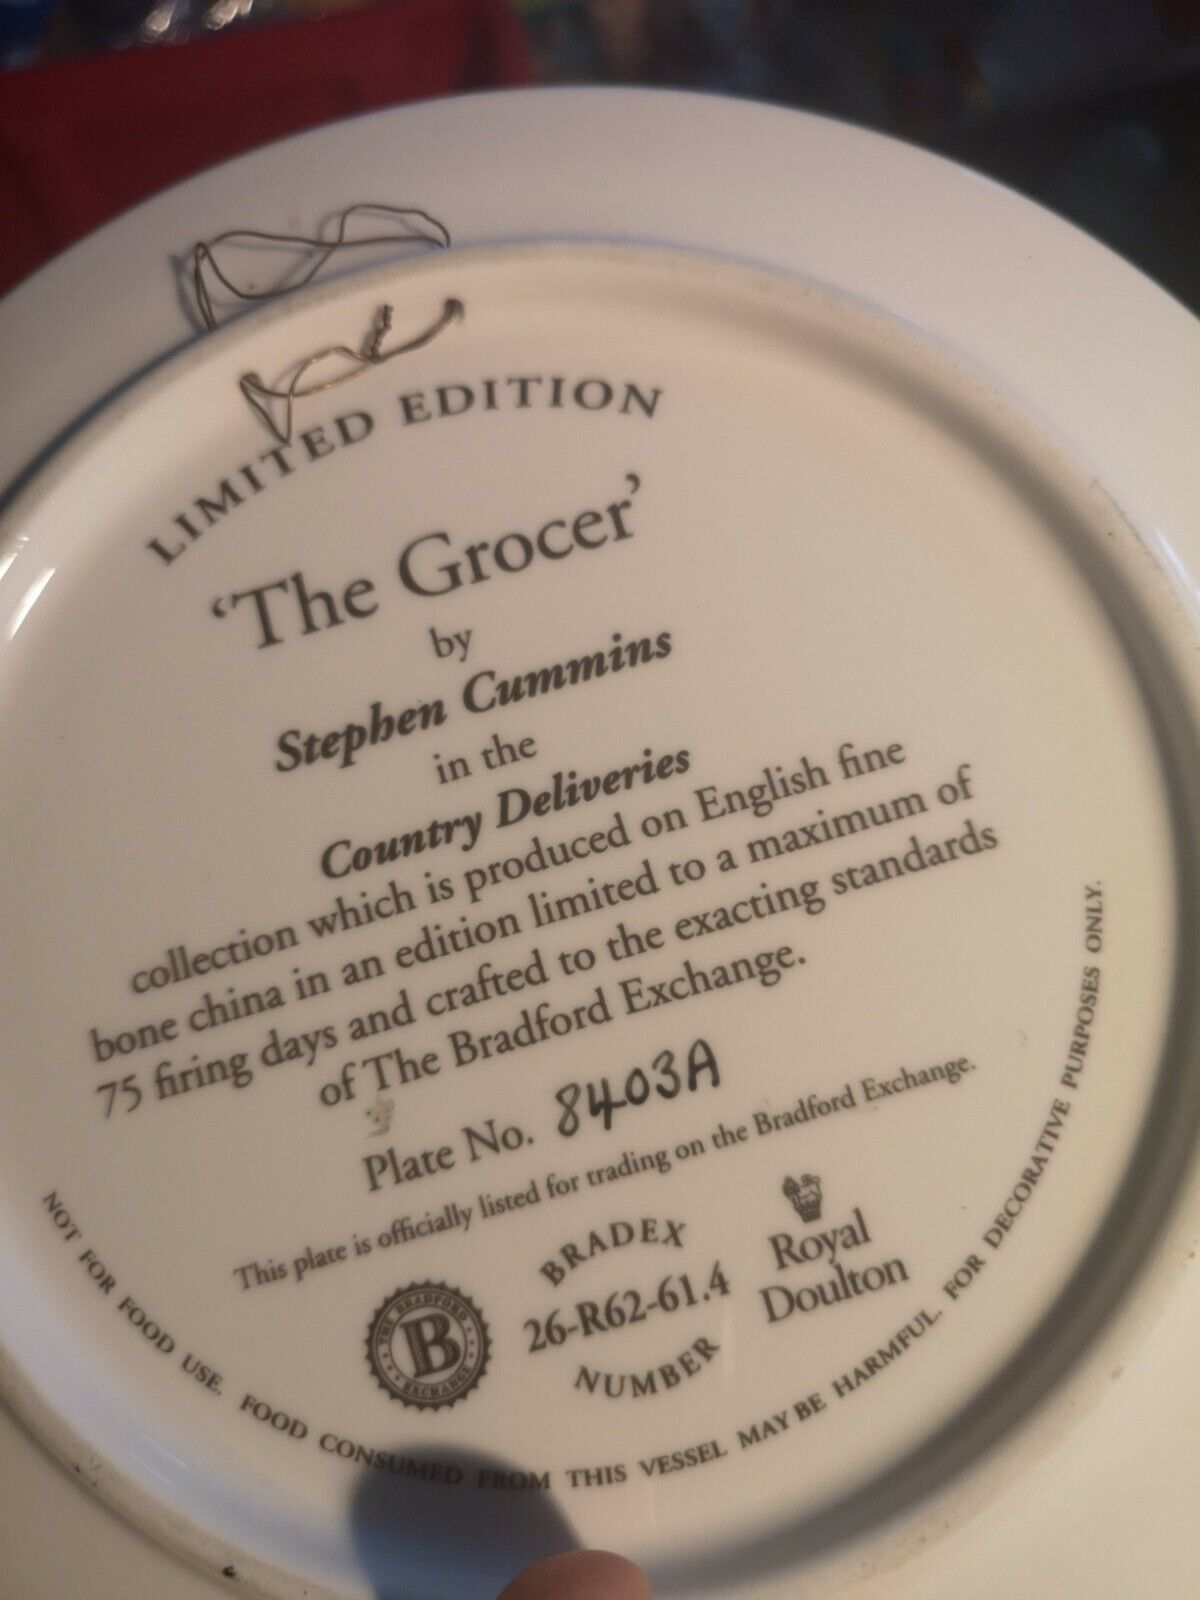 LIMITED EDITION
‘The Grocer’
by
Stephen Cummins
in the
Country Deliveries
collection which is produced on English fine
bone china in an edition limited to a maximum of
75 firing days and crafted to the exacting standards
of The Bradford Exchange.
Plate No. 8403A
This plate is officially listed for trading on the Bradford Exchange.
THE BRADFORD
B
EXCHANGE
BRADEX
26-R62-61.4
NUMBER
Royal
Doulton
NOT FOR FOOD USE. FOOD CONSUMED FROM THIS VESSEL MAY BE HARMFUL. FOR DECORATIVE PURPOSES ONLY.